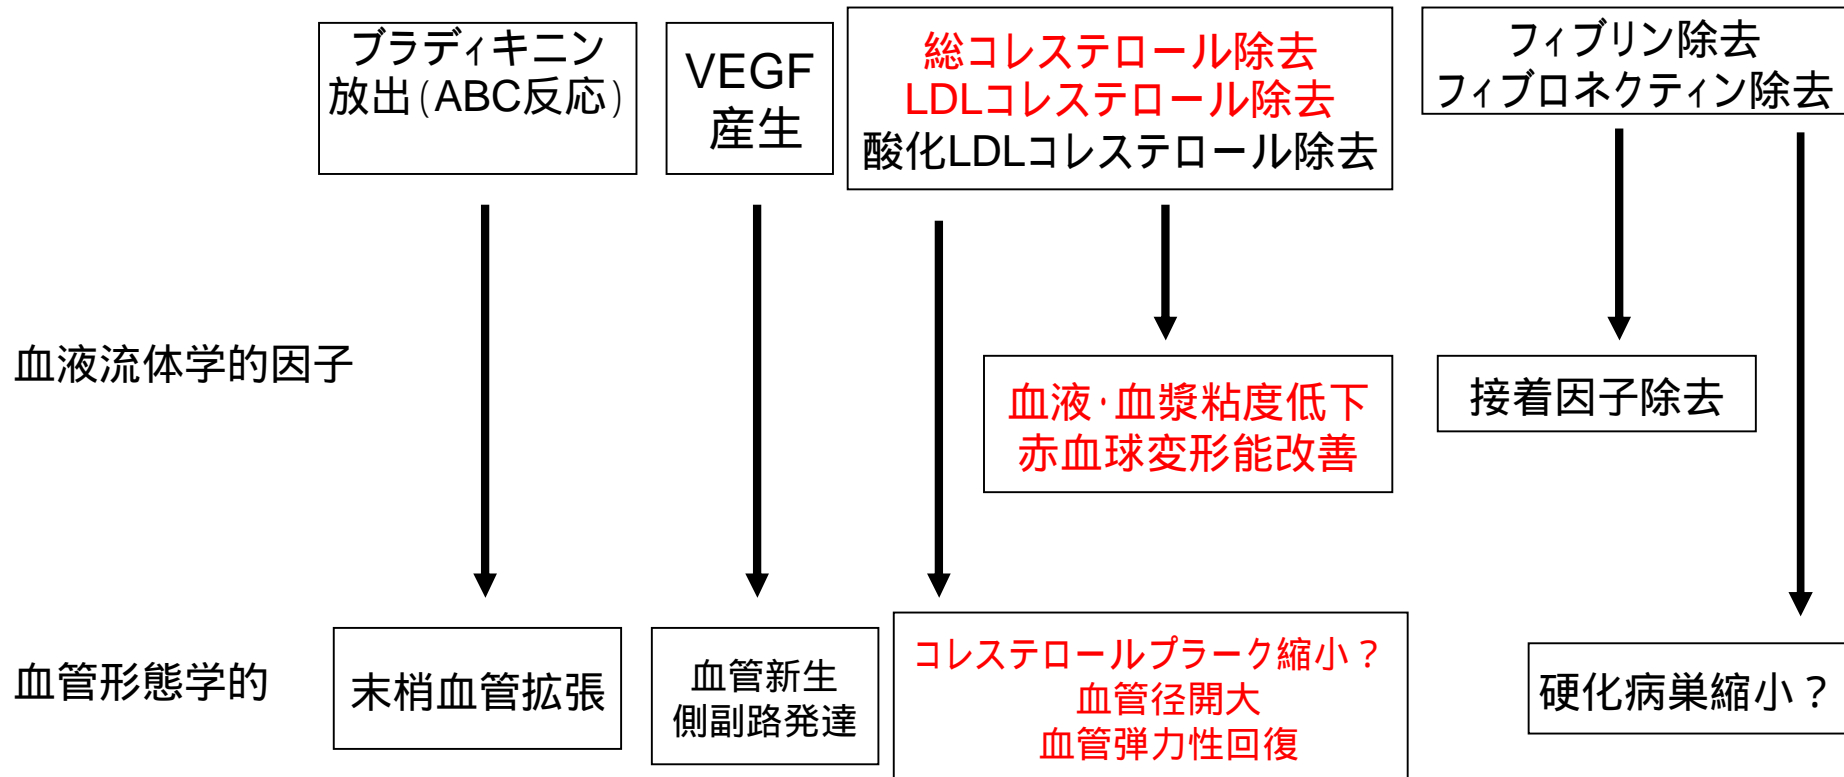 ブラディキニン
放出(ABC反応)
VEGF
産生
総コレステロール除去
LDLコレステロール除去
酸化LDLコレステロール除去
フィブリン除去
フィブロネクティン除去
血液流体学的因子
血液・血漿粘度低下
赤血球変形能改善
接着因子除去
血管形態学的
末梢血管拡張
血管新生
側副路発達
コレステロールプラーク縮小？
血管径開大
血管弾力性回復
硬化病巣縮小？